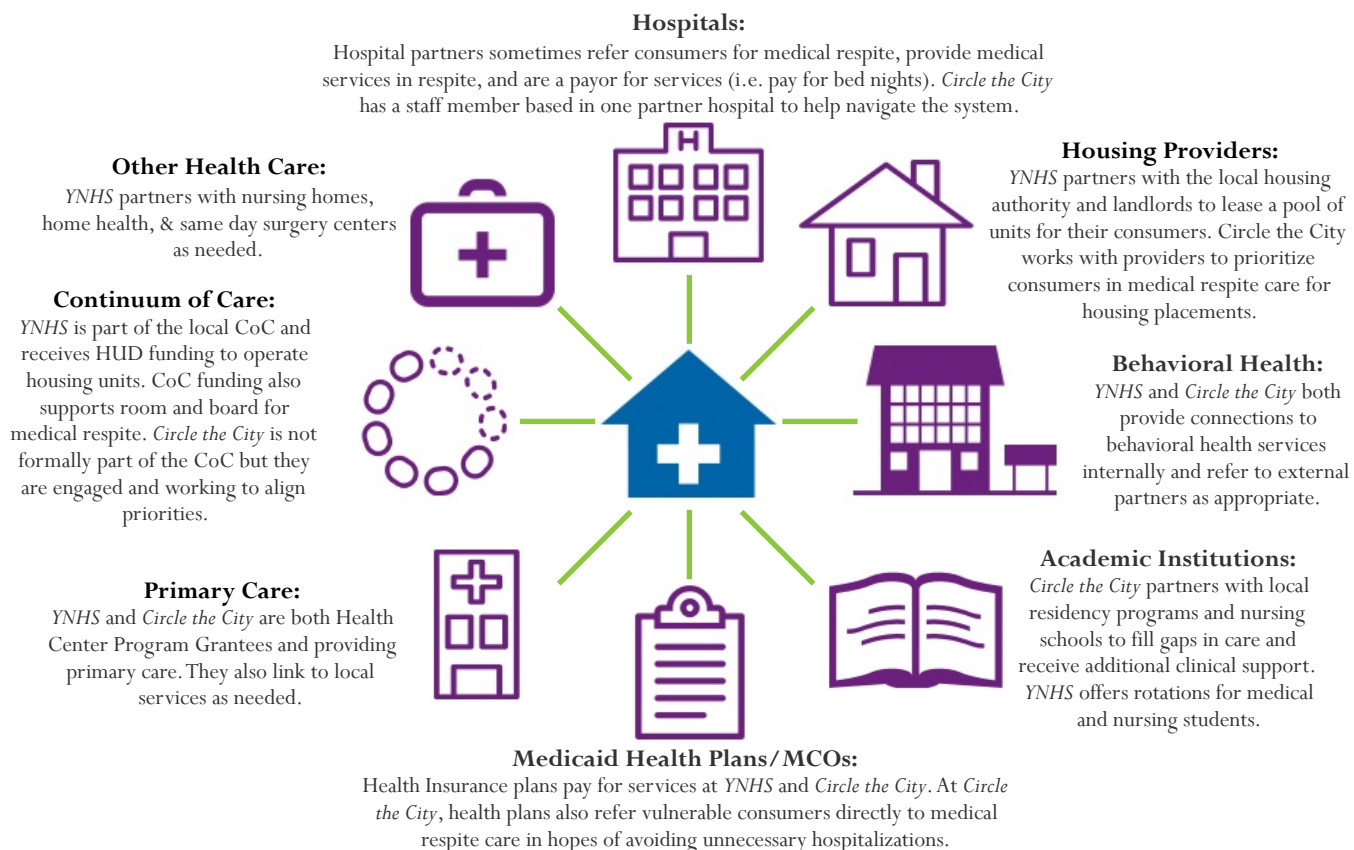 Hospitals:
Hospital partners sometimes refer consumers for medical respite, provide medical
services in respite, and are a payor for services (i.e. pay for bed nights). Circle the City
has a staff member based in one partner hospital to help navigate the system.
H
Other Health Care:
YNHS partners with nursing homes,
home health, & same day surgery centers
as needed.
Housing Providers:
YNHS partners with the local housing
authority and landlords to lease a pool of
units for their consumers. Circle the City
works with providers to prioritize
consumers in medical respite care for
housing placements.
Continuum of Care:
YNHS is part of the local CoC and
receives HUD funding to operate
housing units. CoC funding also
supports room and board for
medical respite. Circle the City is not
formally part of the CoC but they
are engaged and working to align
priorities.
Behavioral Health:
YNHS and Circle the City both
provide connections to
behavioral health services
internally and refer to external
partners as appropriate.
Primary Care:
YNHS and Circle the City are both Health
Center Program Grantees and providing
primary care. They also link to local
services as needed.
Academic Institutions:
Circle the City partners with local
residency programs and nursing
schools to fill gaps in care and
receive additional clinical support.
YNHS offers rotations for medical
and nursing students.
Medicaid Health Plans/MCOs:
Health Insurance plans pay for services at YNHS and Circle the City. At Circle
the City, health plans also refer vulnerable consumers directly to medical
respite care in hopes of avoiding unnecessary hospitalizations.